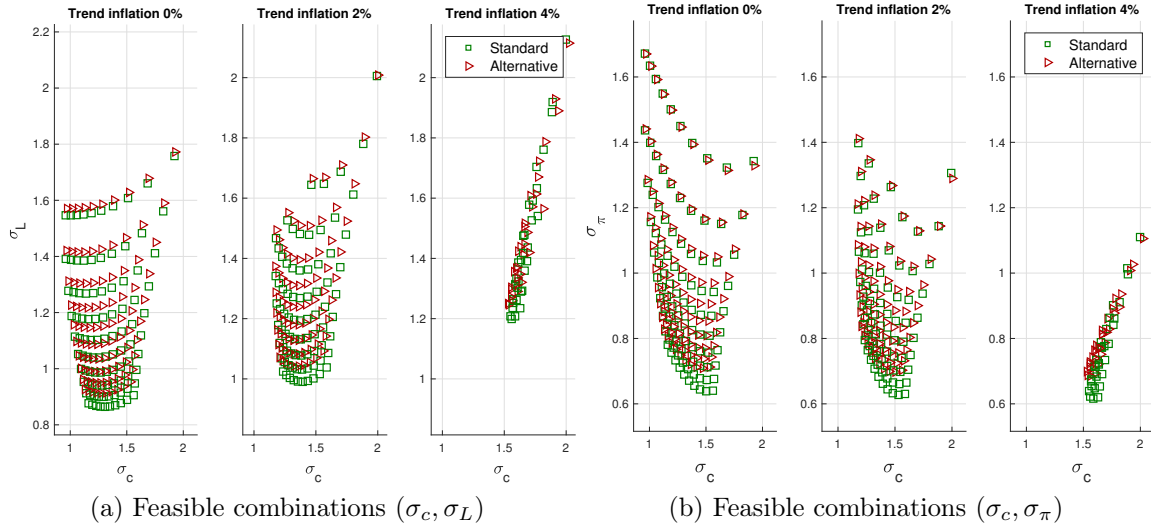 Trend inflation 0%
Trend inflation 2%
Trend inflation 4%
Trend inflation 0%
Trend inflation 2%
Trend inflation 4%
Standard
Alternative
Standard
Alternative
σL
2.2
2
1.8
1.6
1.4
1.2
1
0.8
1 1.5 2
σc
2
1.8
1.6
1.4
1.2
1
1 1.5 2
σc
2
1.8
1.6
1.4
1.2
1
1 1.5 2
σc
σπ
1.6
1.4
1.2
1
0.8
0.6
1 1.5 2
σc
1.6
1.4
1.2
1
0.8
0.6
1 1.5 2
σc
1.6
1.4
1.2
1
0.8
0.6
1 1.5 2
σc
(a) Feasible combinations (σc, σL)
(b) Feasible combinations (σc, σπ)